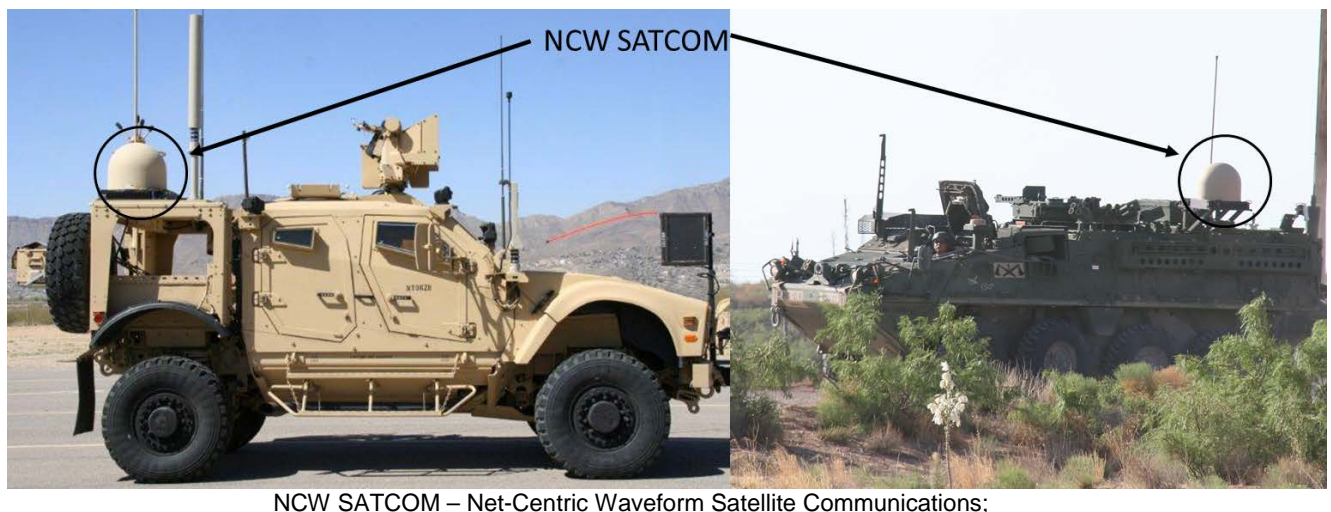 NCW SATCOM
NCW SATCOM – Net-Centric Waveform Satellite Communications;